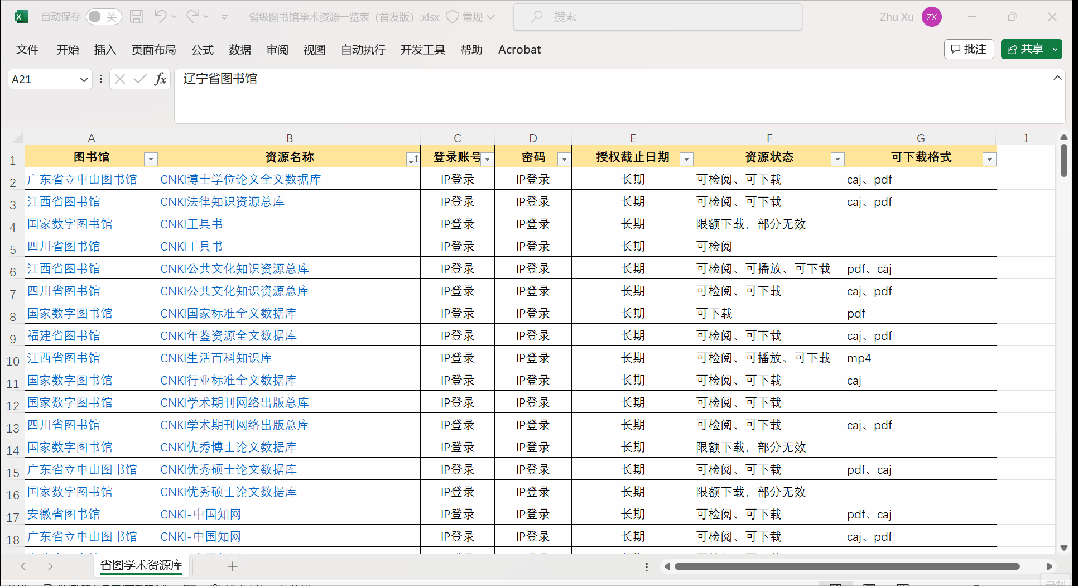 自动保存 关 省级图书馆学术资源一览表（首发版）.xlsx 常规 搜索 Zhu Xu ZX
文件 开始 插入 页面布局 公式 数据 审阅 视图 自动执行 开发工具 帮助 Acrobat 批注 共享
A21 fx 辽宁省图书馆
A B C D E F G I
1 图书馆 资源名称 登录账号 密码 授权截止日期 资源状态 可下载格式
2 广东省立中山图书馆 CNKI博士学位论文全文数据库 IP登录 IP登录 长期 可检阅、可下载 caj、pdf
3 江西省图书馆 CNKI法律知识资源总库 IP登录 IP登录 长期 可检阅、可下载 caj、pdf
4 国家数字图书馆 CNKI工具书 IP登录 IP登录 长期 限额下载，部分无效
5 四川省图书馆 CNKI工具书 IP登录 IP登录 长期 可检阅
6 江西省图书馆 CNKI公共文化知识资源总库 IP登录 IP登录 长期 可检阅、可播放、可下载 pdf、caj
7 四川省图书馆 CNKI公共文化知识资源总库 IP登录 IP登录 长期 可检阅、可下载 caj、pdf
8 国家数字图书馆 CNKI国家标准全文数据库 IP登录 IP登录 长期 可下载 pdf
9 福建省图书馆 CNKI年鉴资源全文数据库 IP登录 IP登录 长期 可检阅、可下载 caj、pdf
10 江西省图书馆 CNKI生活百科知识库 IP登录 IP登录 长期 可检阅、可播放、可下载 mp4
11 国家数字图书馆 CNKI行业标准全文数据库 IP登录 IP登录 长期 可检阅、可下载 caj
12 国家数字图书馆 CNKI学术期刊网络出版总库 IP登录 IP登录 长期 可检阅、可下载
13 四川省图书馆 CNKI学术期刊网络出版总库 IP登录 IP登录 长期 可检阅、可下载 caj、pdf
14 国家数字图书馆 CNKI优秀博士论文数据库 IP登录 IP登录 长期 限额下载，部分无效
15 广东省立中山图书馆 CNKI优秀硕士论文数据库 IP登录 IP登录 长期 可检阅、可下载 pdf、caj
16 国家数字图书馆 CNKI优秀硕士论文数据库 IP登录 IP登录 长期 限额下载，部分无效
17 安徽省图书馆 CNKI-中国知网 IP登录 IP登录 长期 可检阅、可下载 pdf、caj
18 广东省立中山图书馆 CNKI-中国知网 IP登录 IP登录 长期 可检阅、可下载 caj、pdf
省图学术资源库